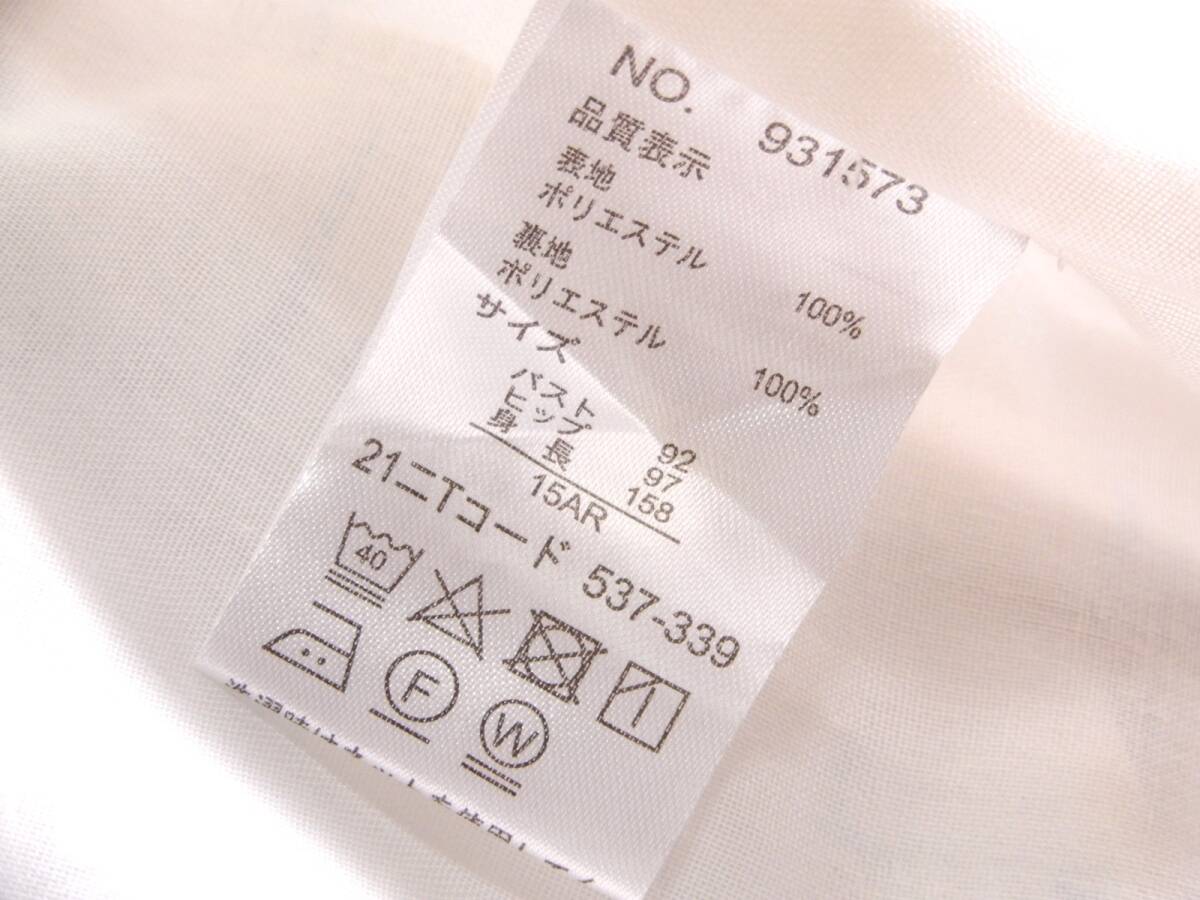 NO. 931573
品質表示
表地
ポリエステル 100%
裏地
ポリエステル 100%
サイズ
バスト 92
ヒップ 97
身長 158
15AR
21ニTコード 537-339
40
F
W